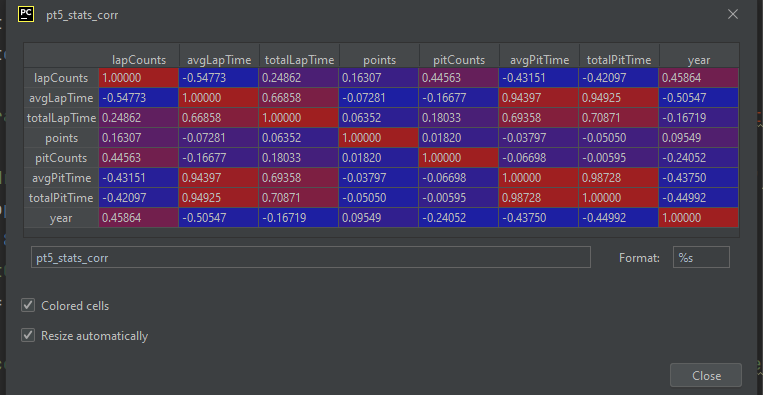 PC pt5_stats_corr
lapCounts avgLapTime totalLapTime points pitCounts avgPitTime totalPitTime year
lapCounts 1.00000 -0.54773 0.24862 0.16307 0.44563 -0.43151 -0.42097 0.45864
avgLapTime -0.54773 1.00000 0.66858 -0.07281 -0.16677 0.94397 0.94925 -0.50547
totalLapTime 0.24862 0.66858 1.00000 0.06352 0.18033 0.69358 0.70871 -0.16719
points 0.16307 -0.07281 0.06352 1.00000 0.01820 -0.03797 -0.05050 0.09549
pitCounts 0.44563 -0.16677 0.18033 0.01820 1.00000 -0.06698 -0.00595 -0.24052
avgPitTime -0.43151 0.94397 0.69358 -0.03797 -0.06698 1.00000 0.98728 -0.43750
totalPitTime -0.42097 0.94925 0.70871 -0.05050 -0.00595 0.98728 1.00000 -0.44992
year 0.45864 -0.50547 -0.16719 0.09549 -0.24052 -0.43750 -0.44992 1.00000
pt5_stats_corr Format: %s
Colored cells
Resize automatically
Close